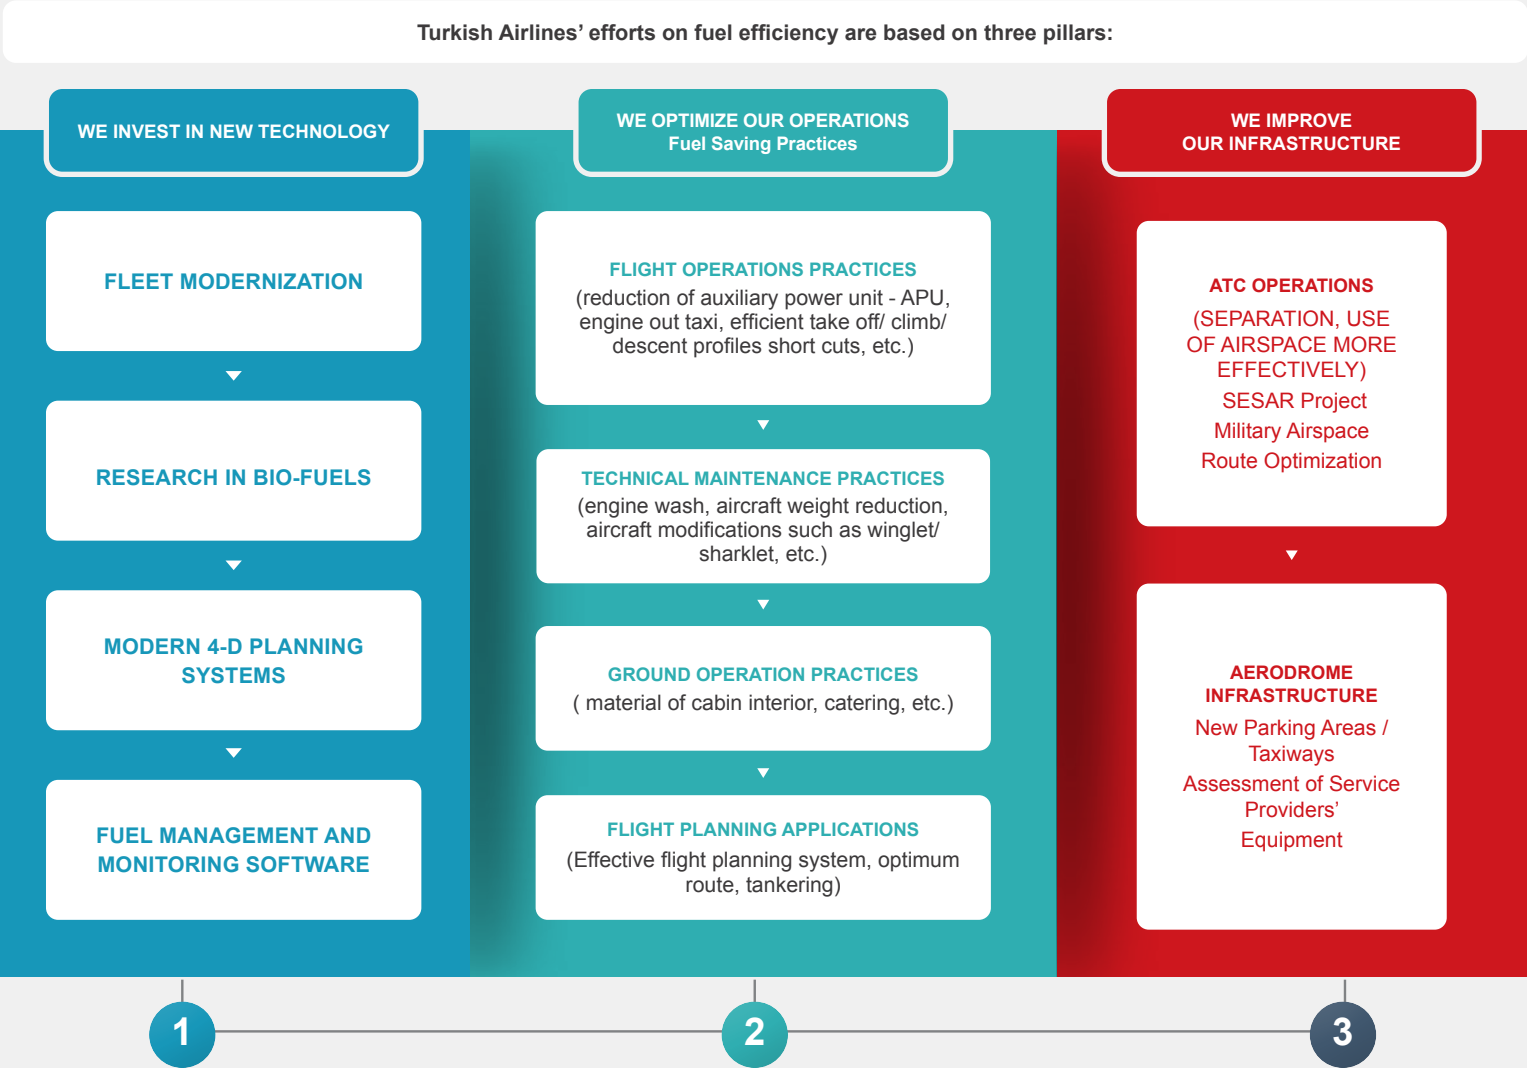 Turkish Airlines’ efforts on fuel efficiency are based on three pillars:
WE INVEST IN NEW TECHNOLOGY
FLEET MODERNIZATION
RESEARCH IN BIO-FUELS
MODERN 4-D PLANNING
SYSTEMS
FUEL MANAGEMENT AND
MONITORING SOFTWARE
1
WE OPTIMIZE OUR OPERATIONS
Fuel Saving Practices
FLIGHT OPERATIONS PRACTICES
(reduction of auxiliary power unit - APU,
engine out taxi, efficient take off/ climb/
descent profiles short cuts, etc.)
TECHNICAL MAINTENANCE PRACTICES
(engine wash, aircraft weight reduction,
aircraft modifications such as winglet/
sharklet, etc.)
GROUND OPERATION PRACTICES
( material of cabin interior, catering, etc.)
FLIGHT PLANNING APPLICATIONS
(Effective flight planning system, optimum
route, tankering)
2
WE IMPROVE
OUR INFRASTRUCTURE
ATC OPERATIONS
(SEPARATION, USE
OF AIRSPACE MORE
EFFECTIVELY)
SESAR Project
Military Airspace
Route Optimization
AERODROME
INFRASTRUCTURE
New Parking Areas /
Taxiways
Assessment of Service
Providers’
Equipment
3